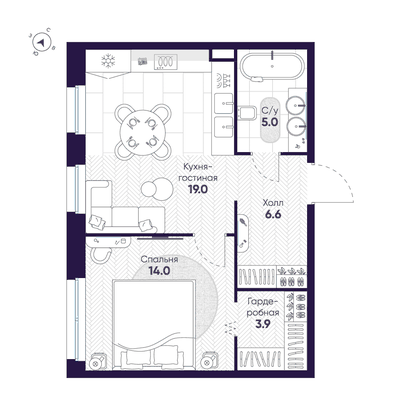 С
В
З
Ю
С/у
5.0
Кухня-
гостиная
19.0
Холл
6.6
Спальня
14.0
Гарде-
робная
3.9